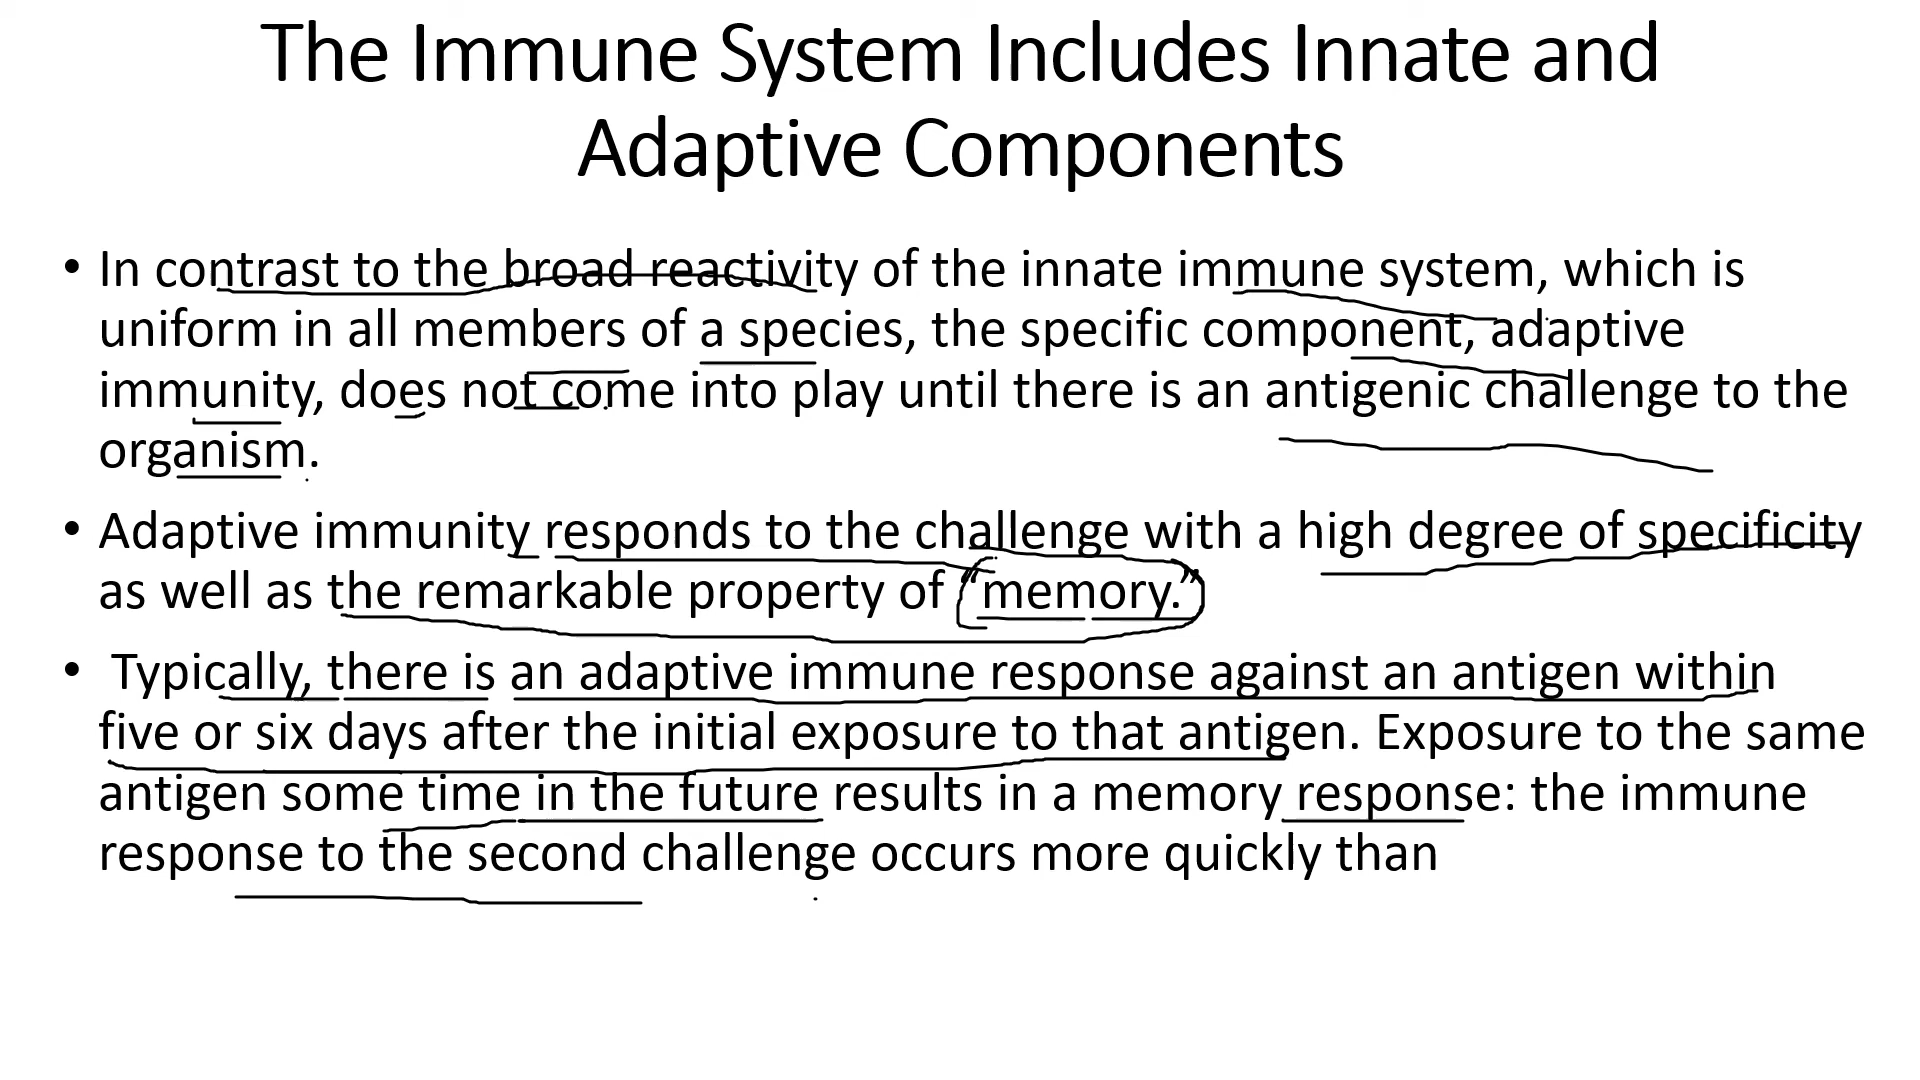 The Immune System Includes Innate and
Adaptive Components
• In contrast to the broad reactivity of the innate immune system, which is
uniform in all members of a species, the specific component, adaptive
immunity, does not come into play until there is an antigenic challenge to the
organism.
• Adaptive immunity responds to the challenge with a high degree of specificity
as well as the remarkable property of “memory.”
• Typically, there is an adaptive immune response against an antigen within
five or six days after the initial exposure to that antigen. Exposure to the same
antigen some time in the future results in a memory response: the immune
response to the second challenge occurs more quickly than